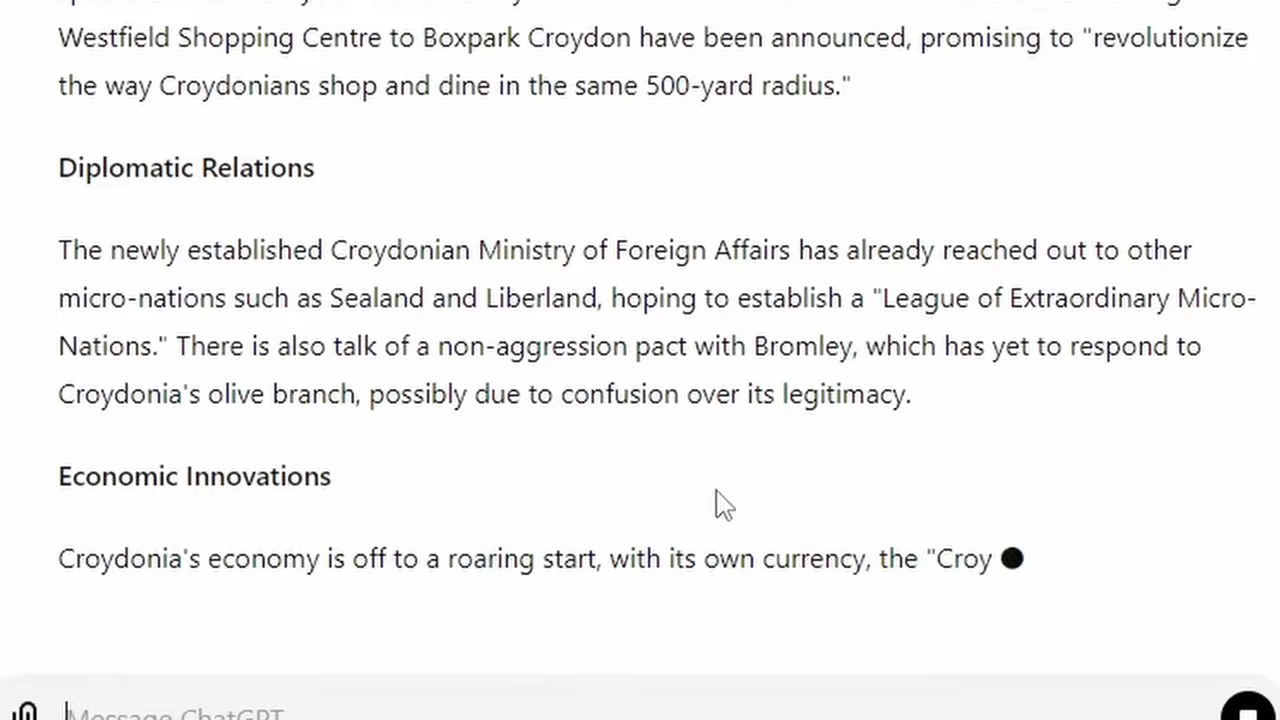 Westfield Shopping Centre to Boxpark Croydon have been announced, promising to "revolutionize
the way Croydonians shop and dine in the same 500-yard radius."
Diplomatic Relations
The newly established Croydonian Ministry of Foreign Affairs has already reached out to other
micro-nations such as Sealand and Liberland, hoping to establish a "League of Extraordinary Micro-
Nations." There is also talk of a non-aggression pact with Bromley, which has yet to respond to
Croydonia's olive branch, possibly due to confusion over its legitimacy.
Economic Innovations
Croydonia's economy is off to a roaring start, with its own currency, the "Croy
Message ChatGPT